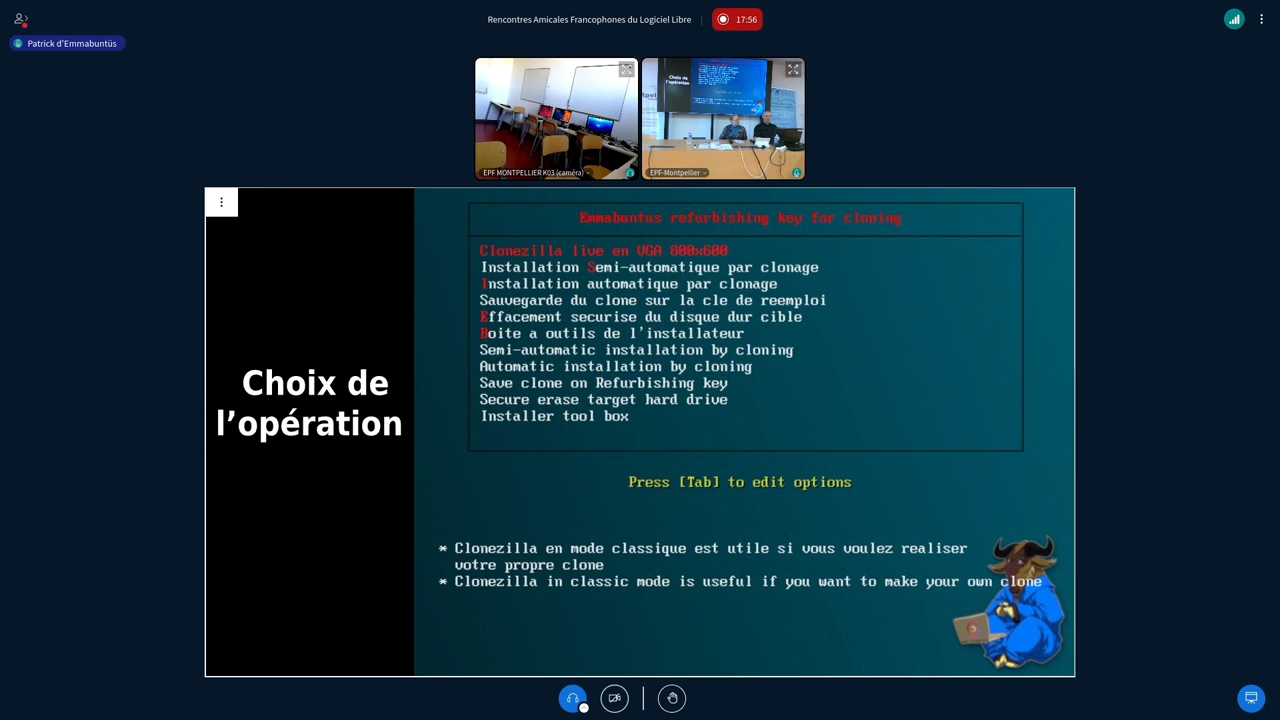 Rencontres Amicales Francophones du Logiciel Libre
17:56
Patrick d'Emmabuntüs
Choix de
l'opération
EPF MONTPELLIER K03 (caméra)
EPF-Montpellier
Emmabuntus refurbishing key for cloning
Clonezilla live en VGA 800x600
Installation Semi-automatique par clonage
Installation automatique par clonage
Sauvegarde du clone sur la cle de reemploi
Effacement securise du disque dur cible
Boite a outils de l'installateur
Semi-automatic installation by cloning
Automatic installation by cloning
Save clone on Refurbishing key
Secure erase target hard drive
Installer tool box
Choix de
l’opération
Press [Tab] to edit options
* Clonezilla en mode classique est utile si vous voulez realiser
votre propre clone
* Clonezilla in classic mode is useful if you want to make your own clone